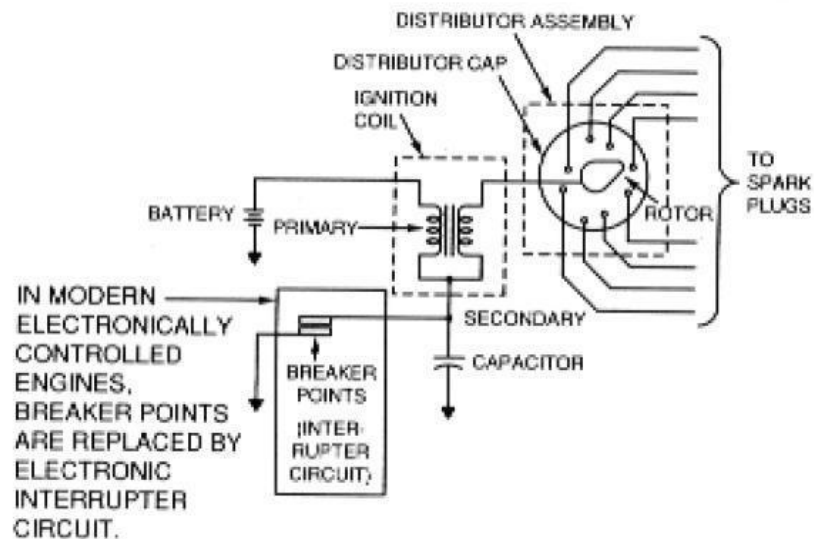 DISTRIBUTOR ASSEMBLY
DISTRIBUTOR CAP
IGNITION
COIL
TO
SPARK
PLUGS
BATTERY
PRIMARY
ROTOR
IN MODERN
ELECTRONICALLY
CONTROLLED
ENGINES,
BREAKER POINTS
ARE REPLACED BY
ELECTRONIC
INTERRUPTER
CIRCUIT.
SECONDARY
CAPACITOR
BREAKER
POINTS
(INTER-
RUPTER
CIRCUIT)